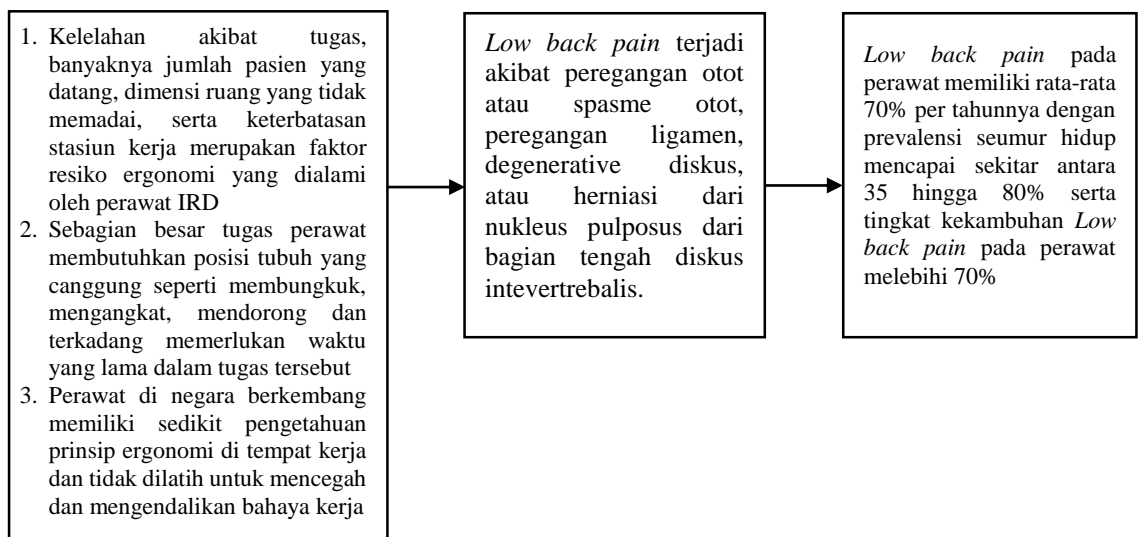 1. Kelelahan akibat tugas,
banyaknya jumlah pasien yang
datang, dimensi ruang yang tidak
memadai, serta keterbatasan
stasiun kerja merupakan faktor
resiko ergonomi yang dialami
oleh perawat IRD
2. Sebagian besar tugas perawat
membutuhkan posisi tubuh yang
canggung seperti membungkuk,
mengangkat, mendorong dan
terkadang memerlukan waktu
yang lama dalam tugas tersebut
3. Perawat di negara berkembang
memiliki sedikit pengetahuan
prinsip ergonomi di tempat kerja
dan tidak dilatih untuk mencegah
dan mengendalikan bahaya kerja
Low back pain terjadi
akibat peregangan otot
atau spasme otot,
peregangan ligamen,
degenerative diskus,
atau herniasi dari
nukleus pulposus dari
bagian tengah diskus
intevertrebalis.
Low back pain pada
perawat memiliki rata-rata
70% per tahunnya dengan
prevalensi seumur hidup
mencapai sekitar antara
35 hingga 80% serta
tingkat kekambuhan Low
back pain pada perawat
melebihi 70%